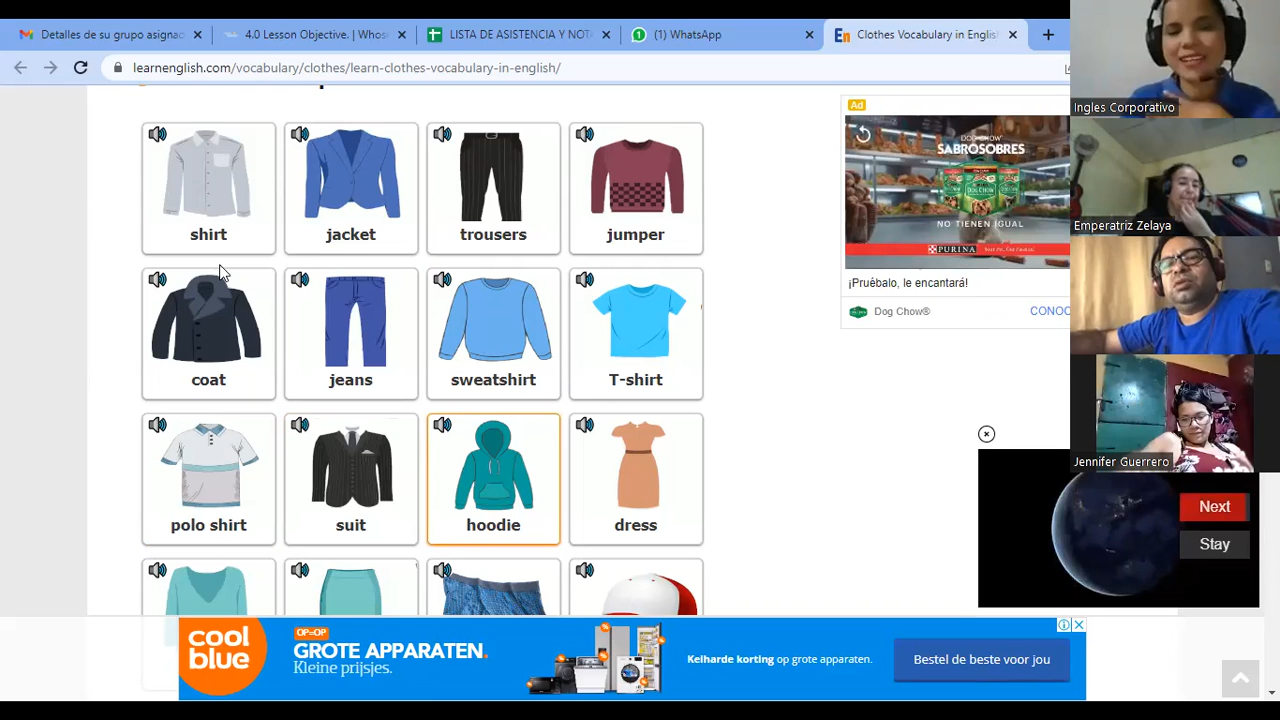 Detalles de su grupo asignac
4.0 Lesson Objective. | Whos
LISTA DE ASISTENCIA Y NOTA
(1) WhatsApp
En Clothes Vocabulary in English
learnenglish.com/vocabulary/clothes/learn-clothes-vocabulary-in-english/
shirt
jacket
trousers
jumper
coat
jeans
sweatshirt
T-shirt
polo shirt
suit
hoodie
dress
Ad
DOG CHOW
SABROSOBRES
NO TIENEN IGUAL
PURINA
¡Pruébalo, le encantará!
Dog Chow®
CONOC
Ingles Corporativo
Emperatriz Zelaya
Jennifer Guerrero
Next
Stay
cool
blue
OP=OP
GROTE APPARATEN.
Kleine prijsjes.
Keiharde korting op grote apparaten.
Bestel de beste voor jou